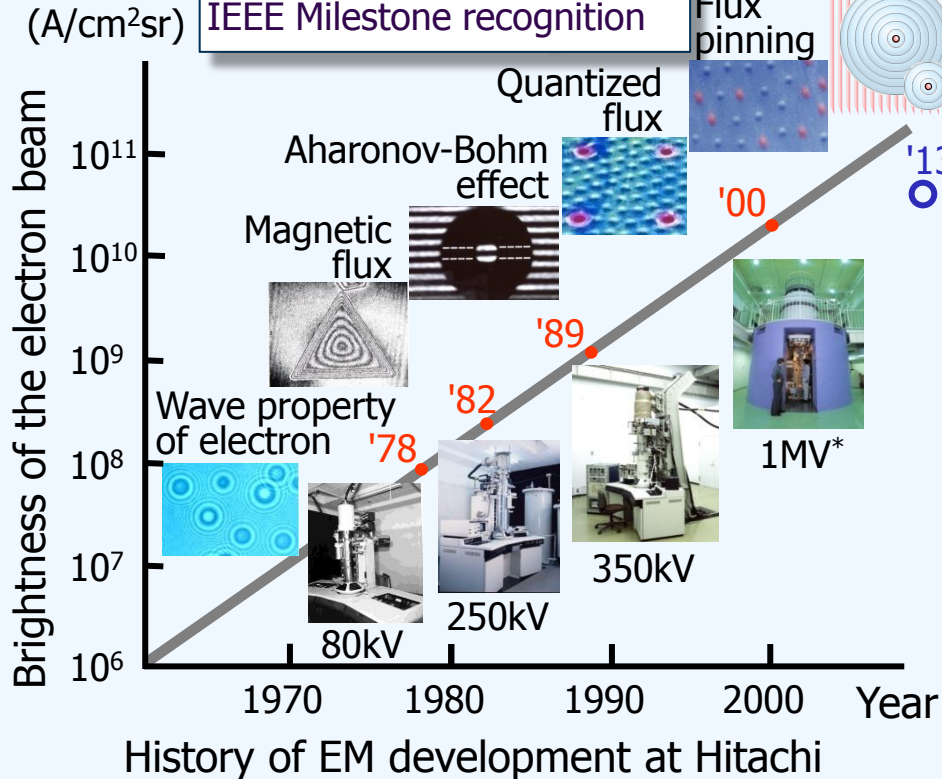 (A/cm²sr)
IEEE Milestone recognition
Flux
pinning
Quantized
flux
Aharonov-Bohm
effect
Magnetic
flux
Wave property
of electron
Brightness of the electron beam
10¹¹
10¹⁰
10⁹
10⁸
10⁷
10⁶
'78
'82
'89
'00
'13
80kV
250kV
350kV
1MV*
1970
1980
1990
2000
Year
History of EM development at Hitachi